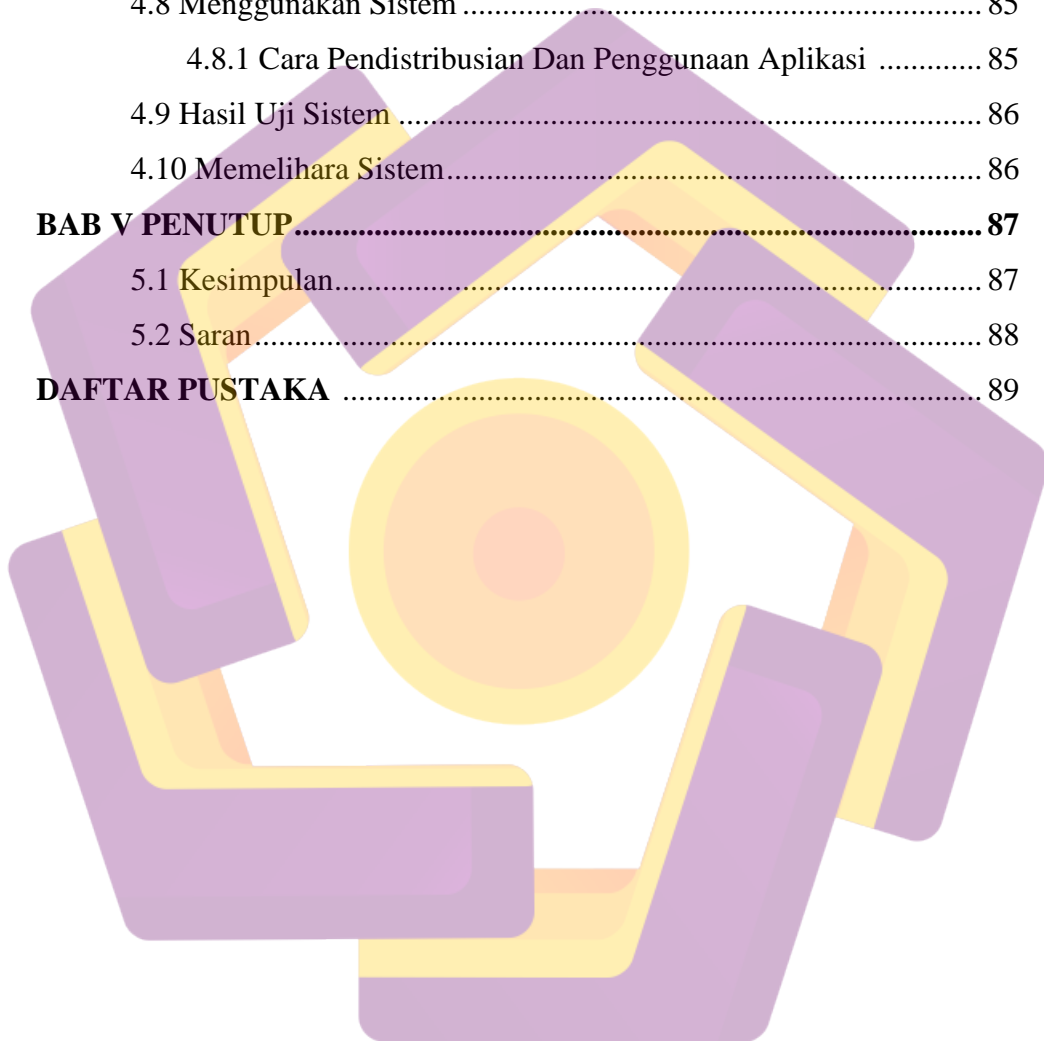 4.8 Menggunakan Sistem ................................................................. 85
4.8.1 Cara Pendistribusian Dan Penggunaan Aplikasi ............. 85
4.9 Hasil Uji Sistem ......................................................................... 86
4.10 Memelihara Sistem................................................................... 86
BAB V PENUTUP...................................................................................... 87
5.1 Kesimpulan................................................................................. 87
5.2 Saran .......................................................................................... 88
DAFTAR PUSTAKA ................................................................................ 89